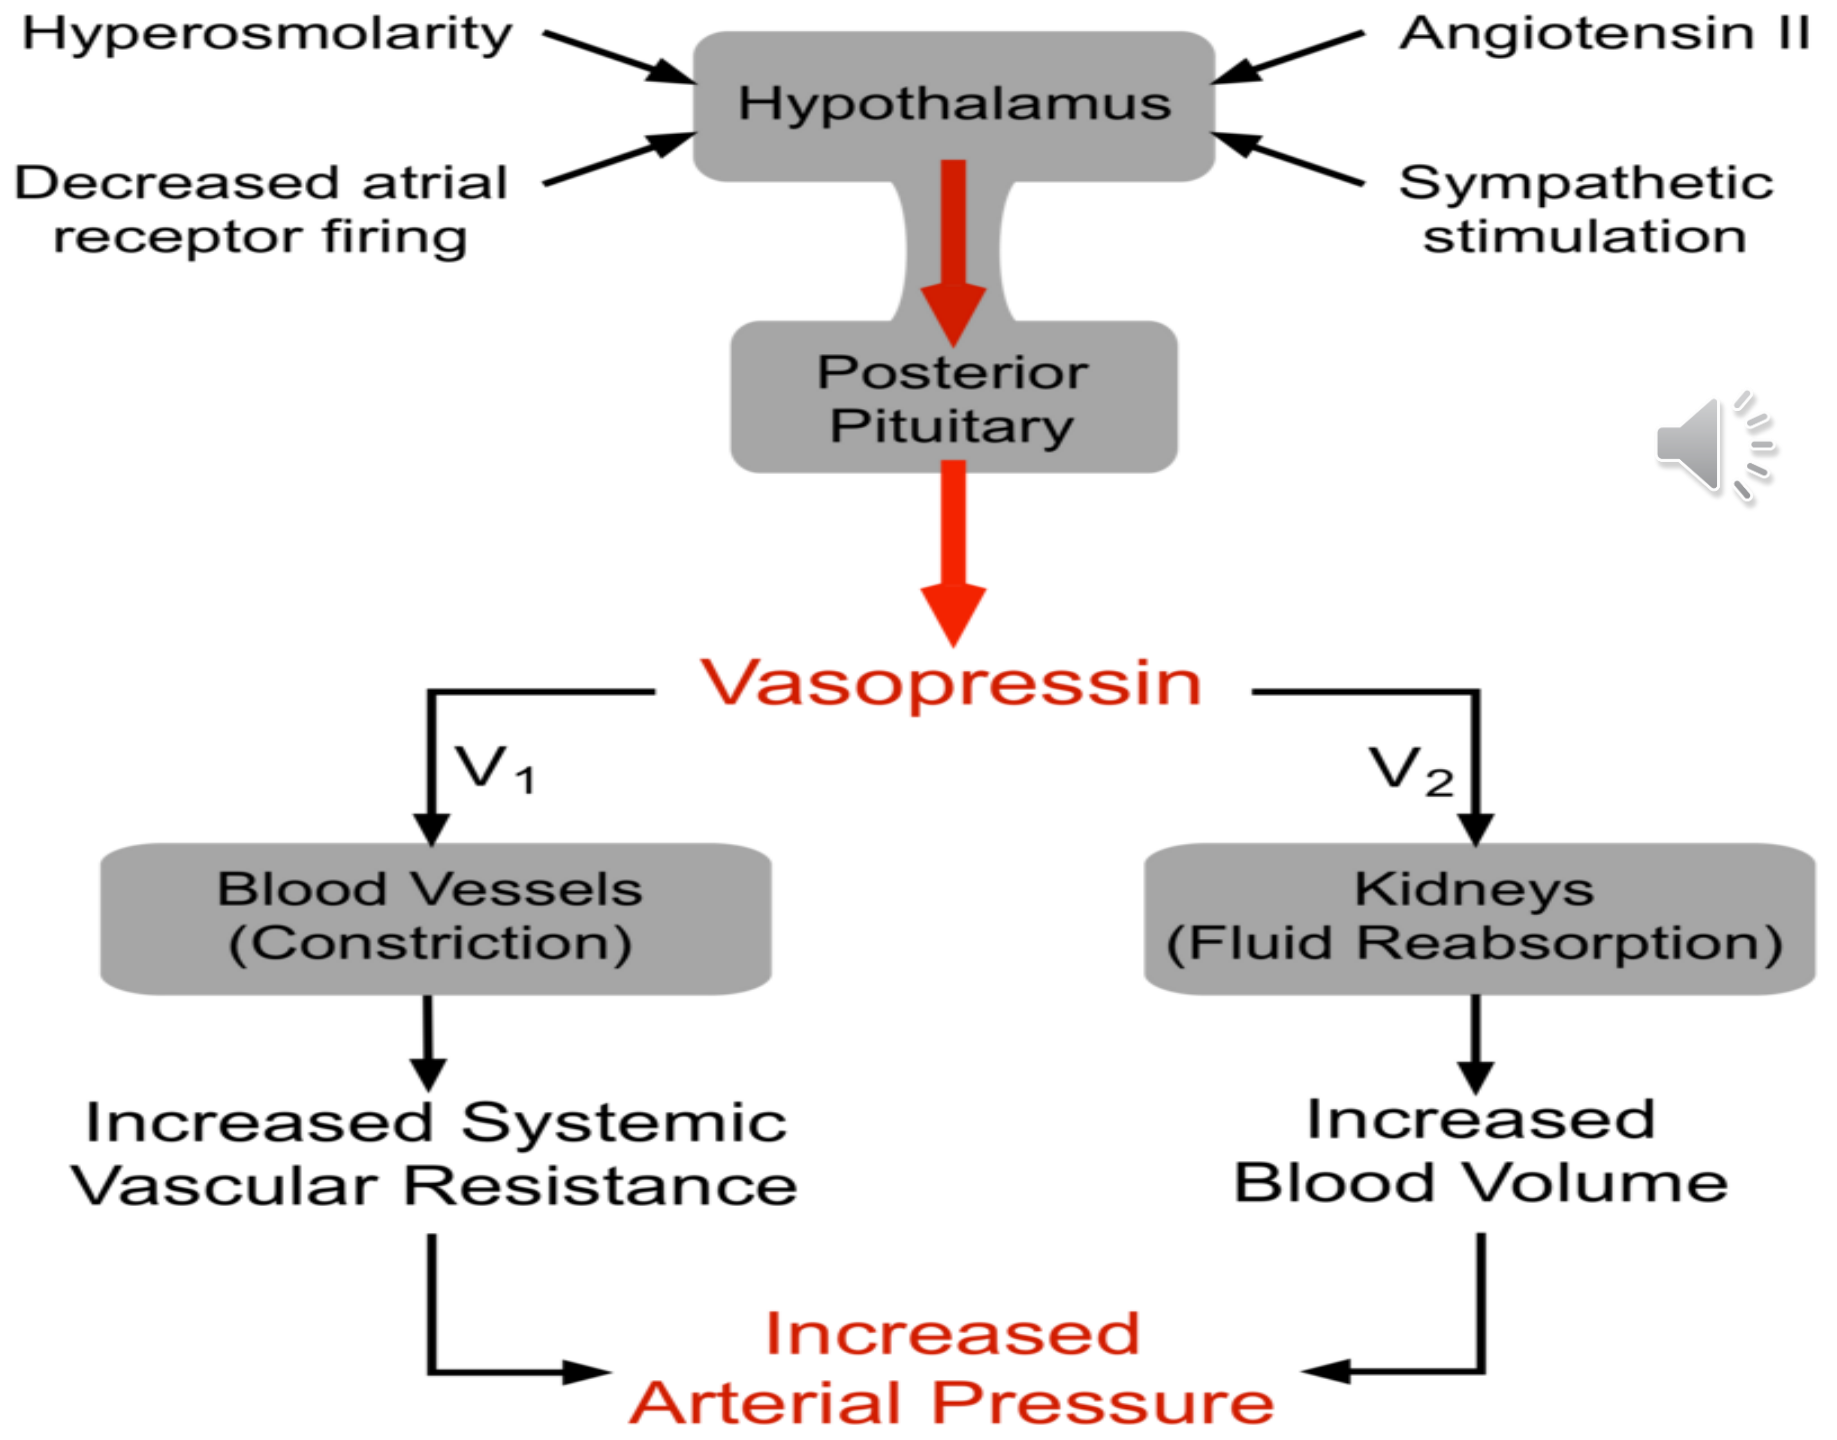 Hyperosmolarity
Angiotensin II
Hypothalamus
Decreased atrial
receptor firing
Sympathetic
stimulation
Posterior
Pituitary
Vasopressin
V₁
V₂
Blood Vessels
(Constriction)
Kidneys
(Fluid Reabsorption)
Increased Systemic
Vascular Resistance
Increased
Blood Volume
Increased
Arterial Pressure